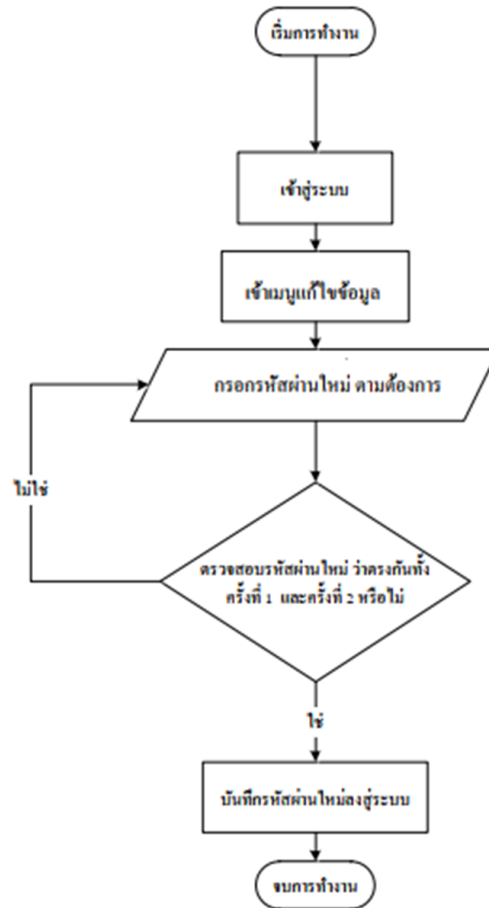 เริ่มการทำงาน
เข้าสู่ระบบ
เข้าเมนูแก้ไขข้อมูล
กรอกรหัสผ่านใหม่ ตามต้องการ
ไม่ใช่
ตรวจสอบรหัสผ่านใหม่ ว่าตรงกันทั้ง
ครั้งที่ 1 และครั้งที่ 2 หรือไม่
ใช่
บันทึกรหัสผ่านใหม่ลงสู่ระบบ
จบการทำงาน